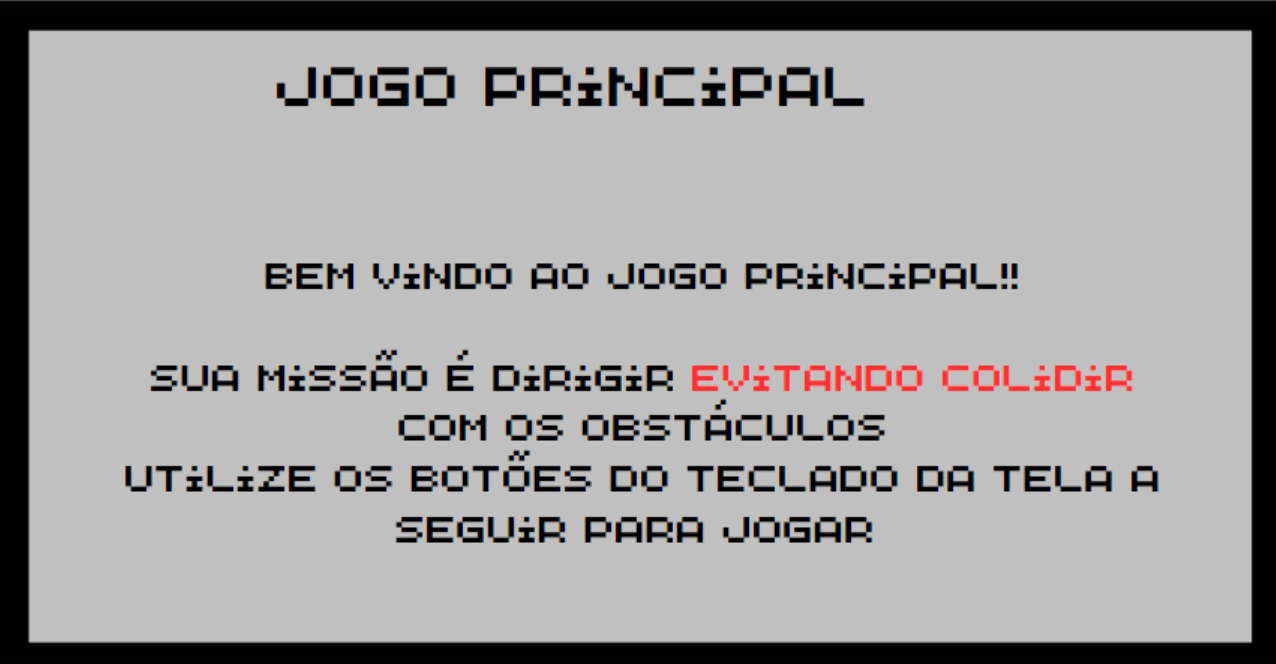 JOGO PRINCIPAL
BEM VINDO AO JOGO PRINCIPAL!!
SUA MISSÃO É DIRIGIR EVITANDO COLIDIR
COM OS OBSTÁCULOS
UTILIZE OS BOTÕES DO TECLADO DA TELA A
SEGUIR PARA JOGAR